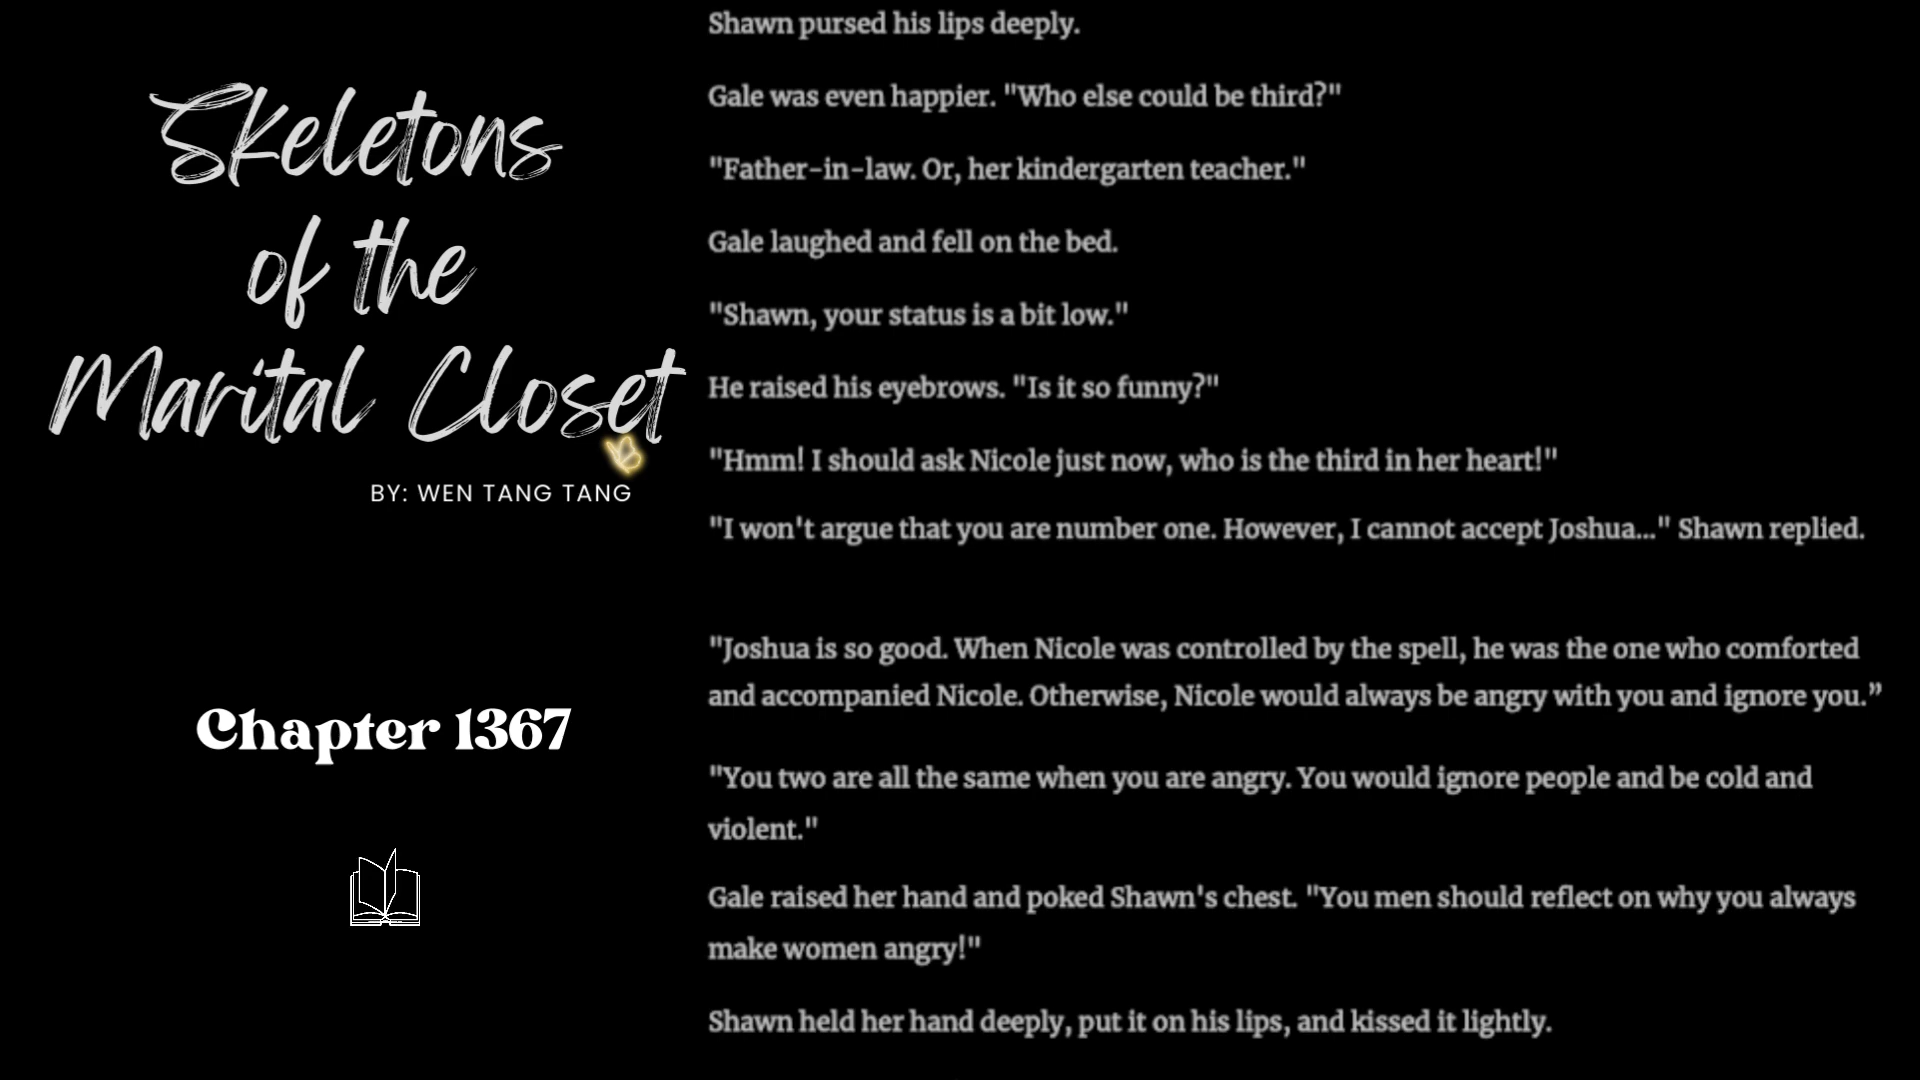 Skeletons
of the
Marital Closet
BY: WEN TANG TANG
Chapter 1367
Shawn pursed his lips deeply.
Gale was even happier. "Who else could be third?"
"Father-in-law. Or, her kindergarten teacher."
Gale laughed and fell on the bed.
"Shawn, your status is a bit low."
He raised his eyebrows. "Is it so funny?"
"Hmm! I should ask Nicole just now, who is the third in her heart!"
"I won't argue that you are number one. However, I cannot accept Joshua..." Shawn replied.
"Joshua is so good. When Nicole was controlled by the spell, he was the one who comforted
and accompanied Nicole. Otherwise, Nicole would always be angry with you and ignore you.”
"You two are all the same when you are angry. You would ignore people and be cold and
violent."
Gale raised her hand and poked Shawn's chest. "You men should reflect on why you always
make women angry!"
Shawn held her hand deeply, put it on his lips, and kissed it lightly.